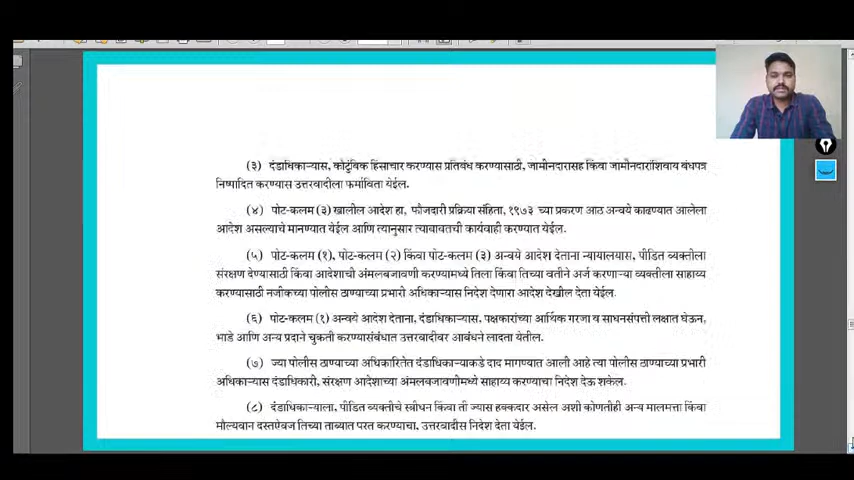 (३) दंडाधिकाऱ्यास, कौटुंबिक हिंसाचार करण्यास प्रतिबंध करण्यासाठी, जामीनदारासह किंवा जामीनदारांशिवाय बंधपत्र
निष्पादित करण्यास उत्तरवादीला फर्माविता येईल.
(४) पोट-कलम (३) खालील आदेश हा, फौजदारी प्रक्रिया संहिता, १९७३ च्या प्रकरण आठ अन्वये काढण्यात आलेला
आदेश असल्याचे मानण्यात येईल आणि त्यानुसार त्याबाबतची कार्यवाही करण्यात येईल.
(५) पोट-कलम (१), पोट-कलम (२) किंवा पोट-कलम (३) अन्वये आदेश देताना न्यायालयास, पीडित व्यक्तीला
संरक्षण देण्यासाठी किंवा आदेशाची अंमलबजावणी करण्यामध्ये तिला किंवा तिच्या वतीने अर्ज करणाऱ्या व्यक्तीला साहाय्य
करण्यासाठी नजीकच्या पोलीस ठाण्याच्या प्रभारी अधिकाऱ्यास निदेश देणारा आदेश देखील देता येईल.
(६) पोट-कलम (१) अन्वये आदेश देताना, दंडाधिकाऱ्यास, पक्षकारांच्या आर्थिक गरजा व साधनसंपत्ती लक्षात घेऊन,
भाडे आणि अन्य प्रदाने चुकती करण्यासंबंधात उत्तरवादीवर आबंधने लादता येतील.
(७) ज्या पोलीस ठाण्याच्या अधिकारितेत दंडाधिकाऱ्याकडे दाद मागण्यात आली आहे त्या पोलीस ठाण्याच्या प्रभारी
अधिकाऱ्यास दंडाधिकारी, संरक्षण आदेशाच्या अंमलबजावणीमध्ये साहाय्य करण्याचा निदेश देऊ शकेल.
(८) दंडाधिकाऱ्याला, पीडित व्यक्तीचे स्त्रीधन किंवा ती ज्यास हक्कदार असेल अशी कोणतीही अन्य मालमत्ता किंवा
मौल्यवान दस्तऐवज तिच्या ताब्यात परत करण्याचा, उत्तरवादीस निदेश देता येईल.